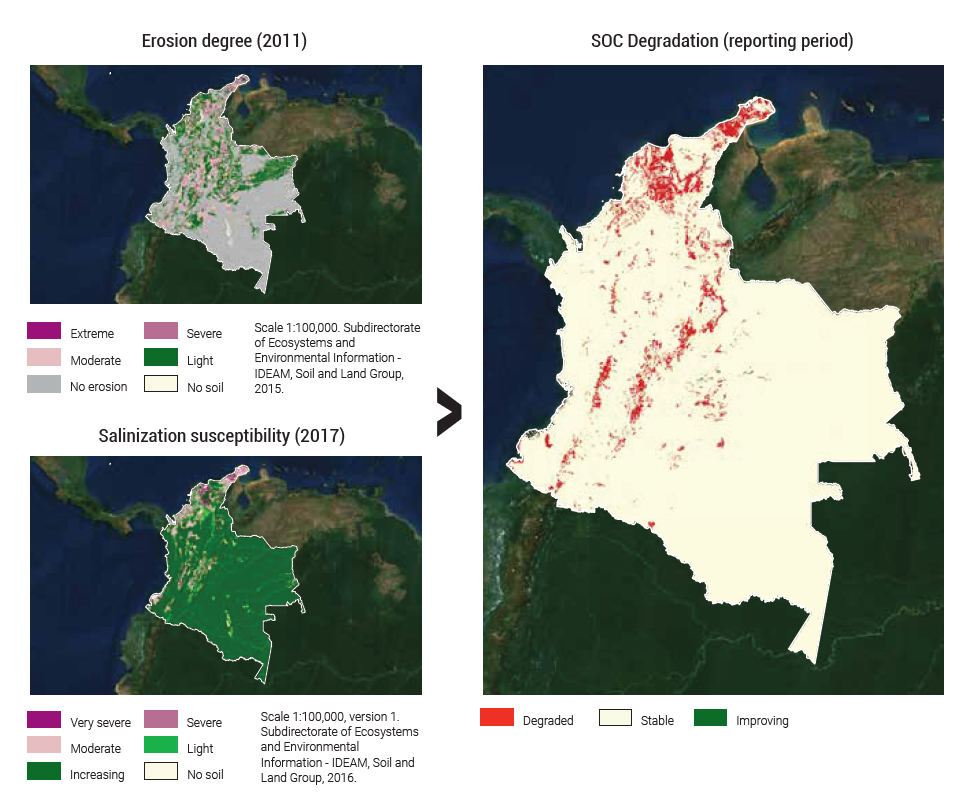 Erosion degree (2011)
Extreme
Severe
Moderate
Light
No erosion
No soil
Scale 1:100,000. Subdirectorate
of Ecosystems and
Environmental Information -
IDEAM, Soil and Land Group,
2015.
Salinization susceptibility (2017)
Very severe
Severe
Moderate
Light
Increasing
No soil
Scale 1:100,000, version 1.
Subdirectorate of Ecosystems
and Environmental
Information - IDEAM, Soil and
Land Group, 2016.
SOC Degradation (reporting period)
Degraded
Stable
Improving